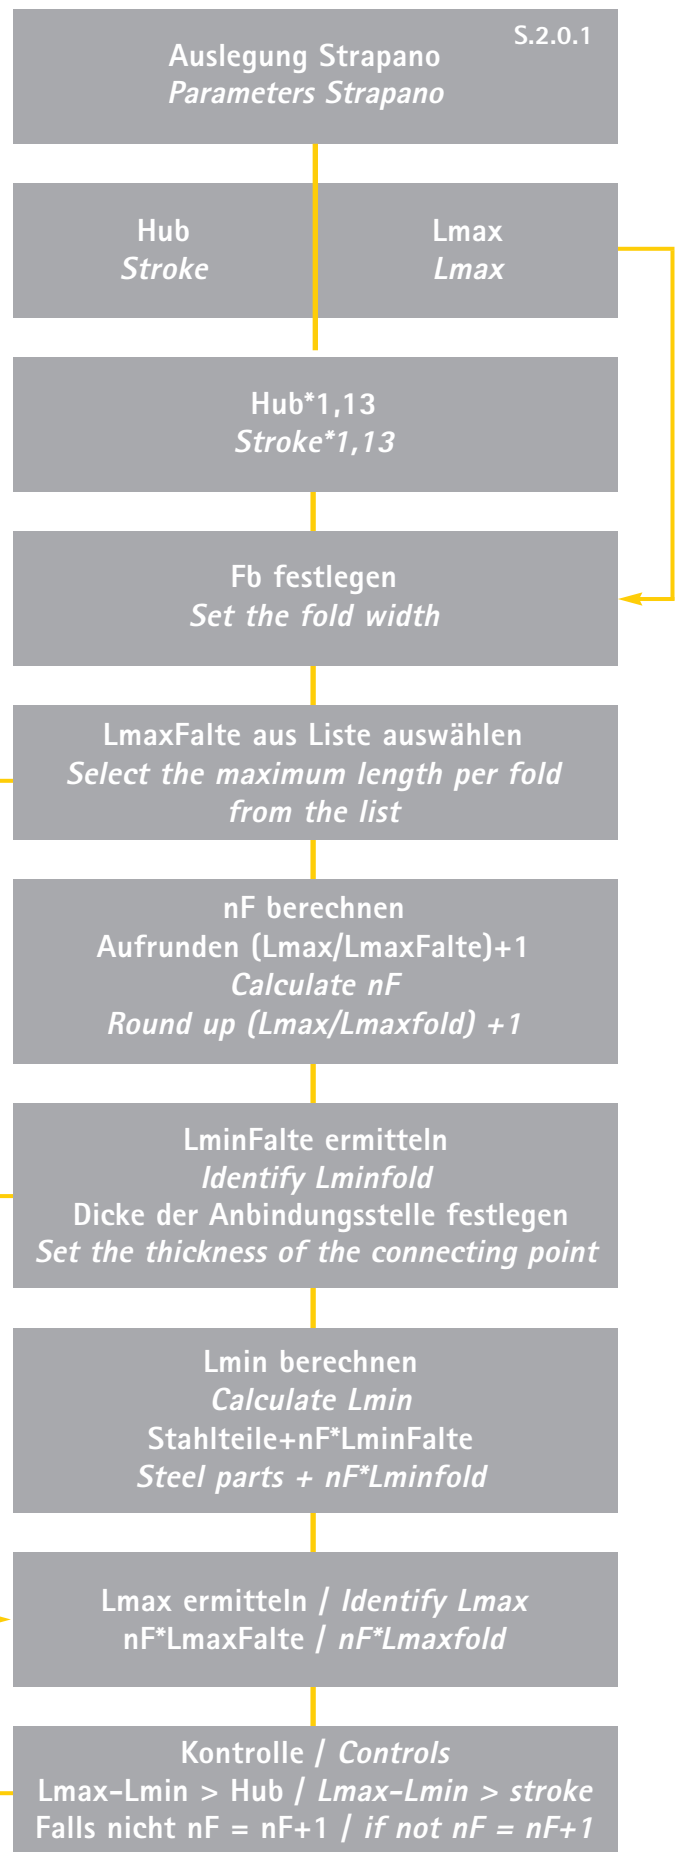 S.2.0.1
Auslegung Strapano
Parameters Strapano
Hub
Stroke
Lmax
Lmax
Hub*1,13
Stroke*1,13
Fb festlegen
Set the fold width
LmaxFalte aus Liste auswählen
Select the maximum length per fold
from the list
nF berechnen
Aufrunden (Lmax/LmaxFalte)+1
Calculate nF
Round up (Lmax/Lmaxfold) +1
LminFalte ermitteln
Identify Lminfold
Dicke der Anbindungsstelle festlegen
Set the thickness of the connecting point
Lmin berechnen
Calculate Lmin
Stahlteile+nF*LminFalte
Steel parts + nF*Lminfold
Lmax ermitteln / Identify Lmax
nF*LmaxFalte / nF*Lmaxfold
Kontrolle / Controls
Lmax-Lmin > Hub / Lmax-Lmin > stroke
Falls nicht nF = nF+1 / if not nF = nF+1